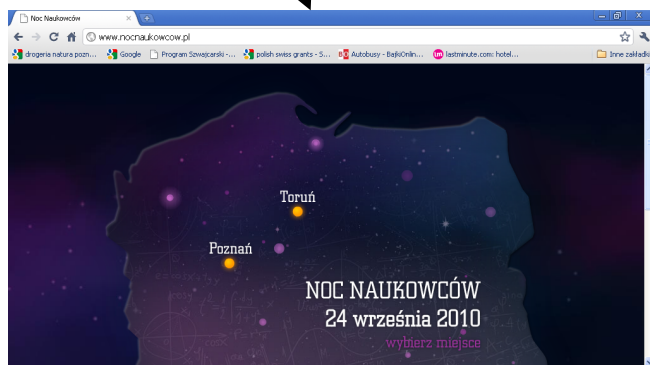 Noc Naukowców
www.nocnaukowcow.pl
drogeria natura pozn... Google Program Szwajcarski -... polish swiss grants - S... Autobusy - BajkiOnlin... lastminute.com: hotel... Inne zakładki
Toruń
Poznań
NOC NAUKOWCÓW
24 września 2010
wybierz miejsce